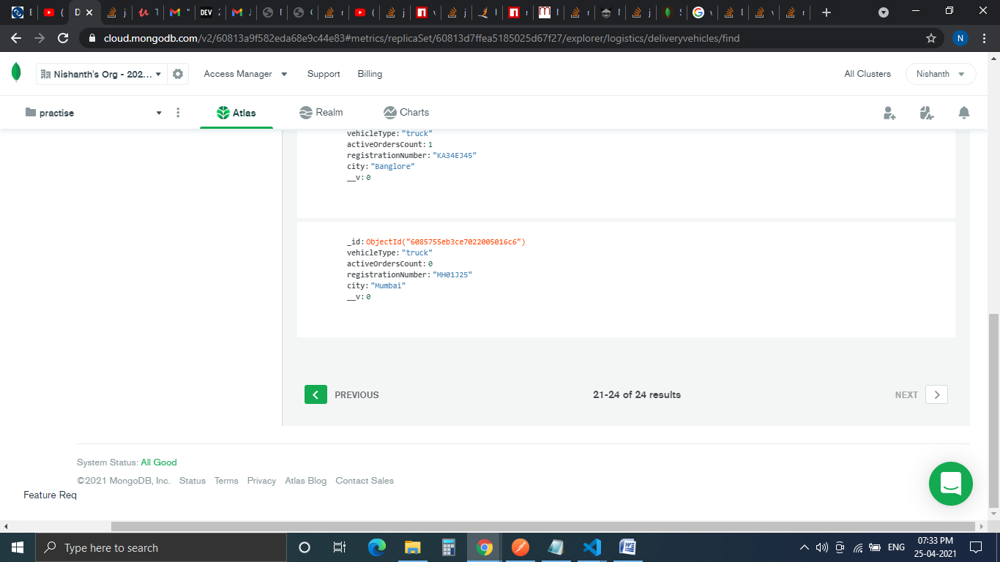 cloud.mongodb.com/v2/60813a9f582eda68e9c44e83#metrics/replicaSet/60813d7ffea5185025d67f27/explorer/logistics/deliveryvehicles/find
N
Nishanth's Org - 202...
Access Manager
Support
Billing
All Clusters
Nishanth
practise
Atlas
Realm
Charts
vehicleType: "truck"
activeOrdersCount: 1
registrationNumber: "KA34EJ45"
city: "Banglore"
__v: 0
_id: ObjectId("6085755eb3ce7022005016c6")
vehicleType: "truck"
activeOrdersCount: 0
registrationNumber: "MH01J25"
city: "Mumbai"
__v: 0
PREVIOUS
21-24 of 24 results
NEXT
System Status: All Good
©2021 MongoDB, Inc. Status Terms Privacy Atlas Blog Contact Sales
Feature Req
Type here to search
ENG
07:33 PM
25-04-2021